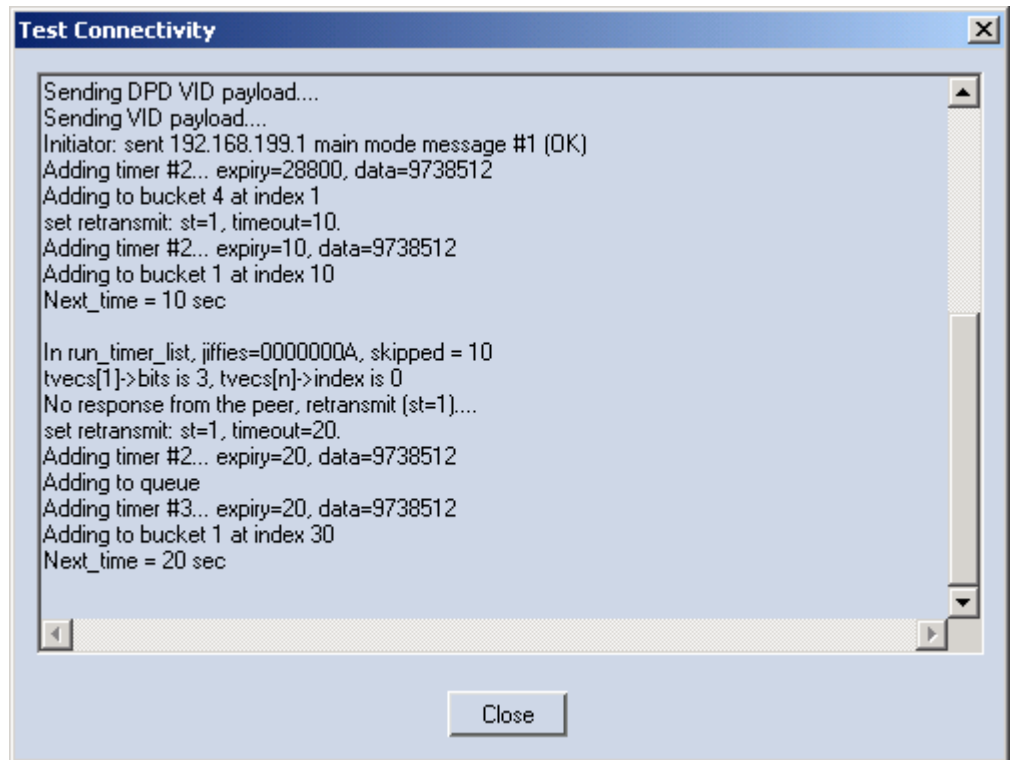 Test Connectivity
Sending DPD VID payload....
Sending VID payload....
Initiator: sent 192.168.199.1 main mode message #1 (OK)
Adding timer #2... expiry=28800, data=9738512
Adding to bucket 4 at index 1
set retransmit: st=1, timeout=10.
Adding timer #2... expiry=10, data=9738512
Adding to bucket 1 at index 10
Next_time = 10 sec
In run_timer_list, jiffies=0000000A, skipped = 10
tvecs[1]->bits is 3, tvecs[n]->index is 0
No response from the peer, retransmit (st=1)....
set retransmit: st=1, timeout=20.
Adding timer #2... expiry=20, data=9738512
Adding to queue
Adding timer #3... expiry=20, data=9738512
Adding to bucket 1 at index 30
Next_time = 20 sec
Close